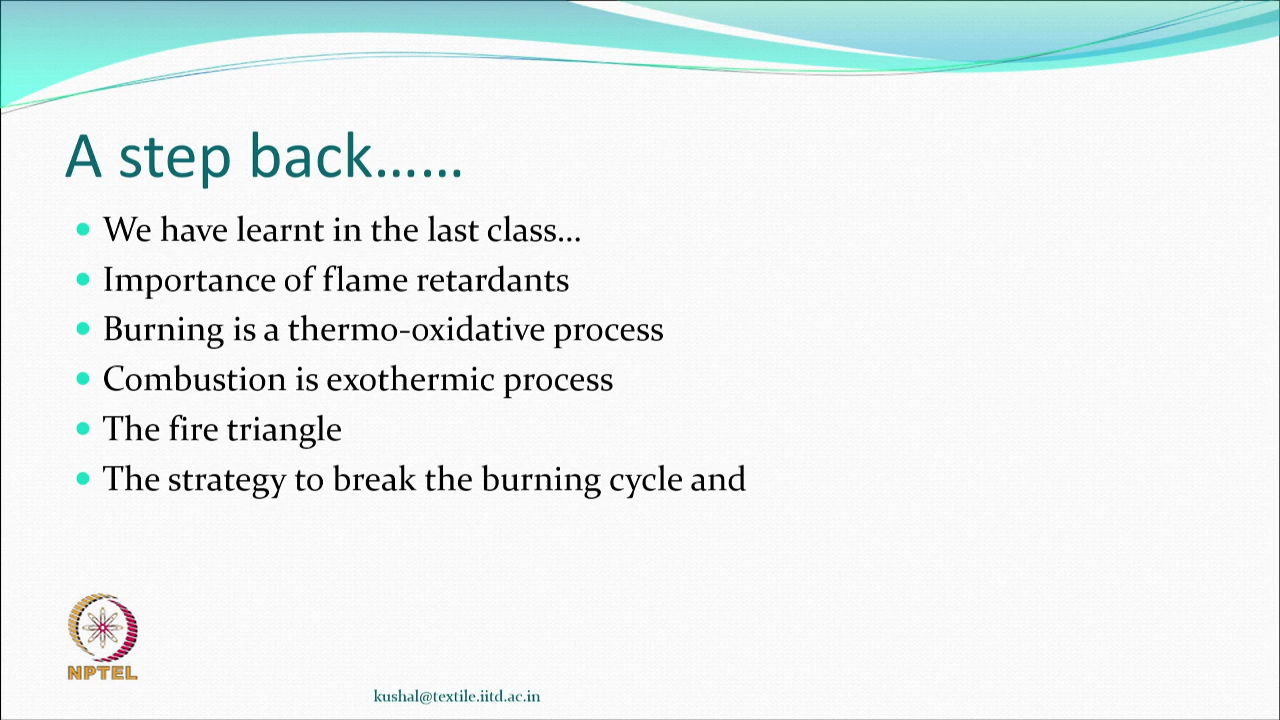 A step back……
We have learnt in the last class…
Importance of flame retardants
Burning is a thermo-oxidative process
Combustion is exothermic process
The fire triangle
The strategy to break the burning cycle and
NPTEL
kushal@textile.iitd.ac.in